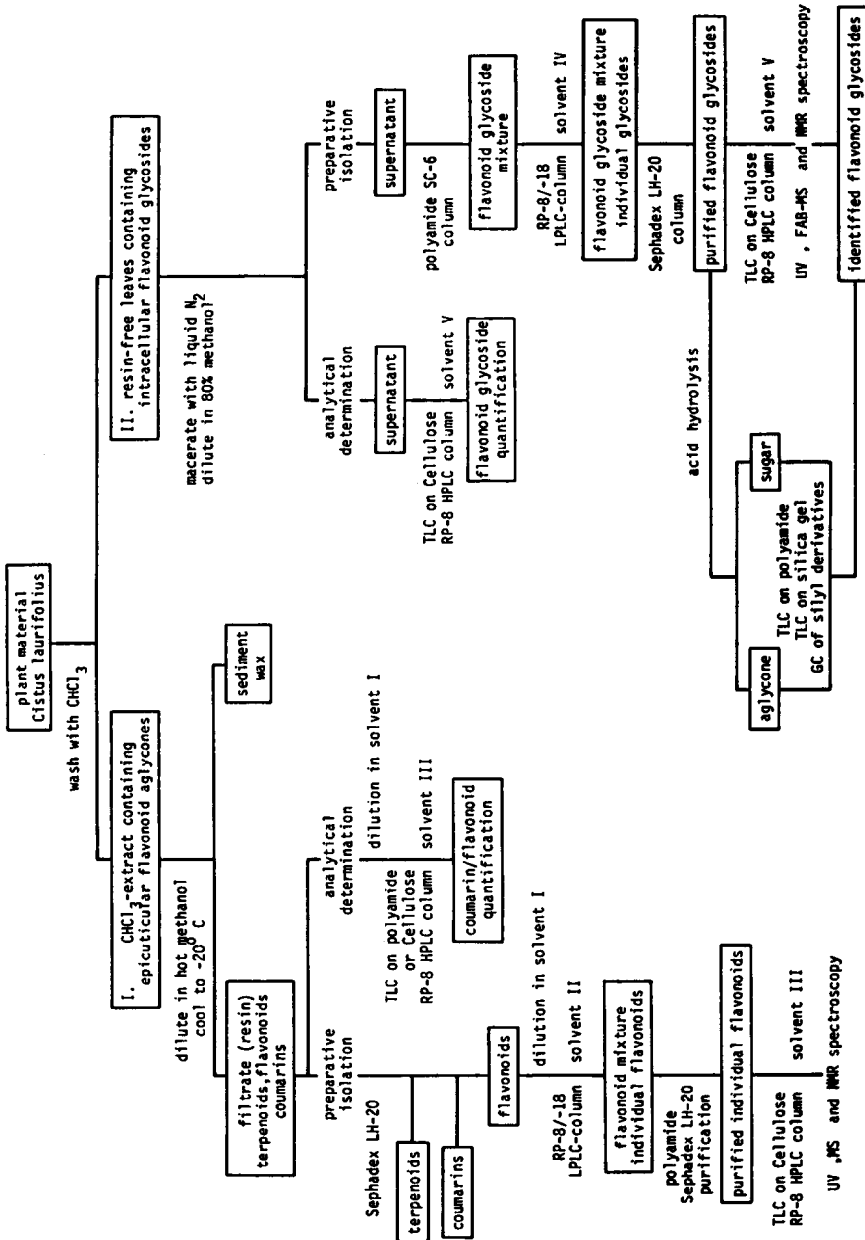 plant material
Cistus laurifolius
wash with CHCl3
I. CHCl3-extract containing
epicuticular flavonoid aglycones
dilute in hot methanol
cool to -20° C
filtrate (resin)
terpenoids,flavonoids
coumarins
sediment
wax
preparative
isolation
Sephadex LH-20
terpenoids
coumarins
flavonoids
dilution in solvent I
RP-8/-18
LPLC-column
solvent II
flavonoid mixture
individual flavonoids
polyamide
Sephadex LH-20
purification
purified individual flavonoids
TLC on Cellulose
RP-8 HPLC column
solvent III
UV ,MS and NMR spectroscopy
analytical
determination
dilution in solvent I
TLC on polyamide
or Cellulose
RP-8 HPLC column
solvent III
coumarin/flavonoid
quantification
II. resin-free leaves containing
intracellular flavonoid glycosides
macerate with liquid N2
dilute in 80% methanol2
analytical
determination
supernatant
TLC on Cellulose
RP-8 HPLC column
solvent V
flavonoid glycoside
quantification
preparative
isolation
supernatant
polyamide SC-6
column
flavonoid glycoside
mixture
RP-8/-18
LPLC-column
solvent IV
flavonoid glycoside mixture
individual glycosides
Sephadex LH-20
column
purified flavonoid glycosides
TLC on Cellulose
RP-8 HPLC column
solvent V
UV , FAB-MS and NMR spectroscopy
identified flavonoid glycosides
acid hydrolysis
aglycone
sugar
TLC on polyamide
TLC on silica gel
GC of silyl derivatives